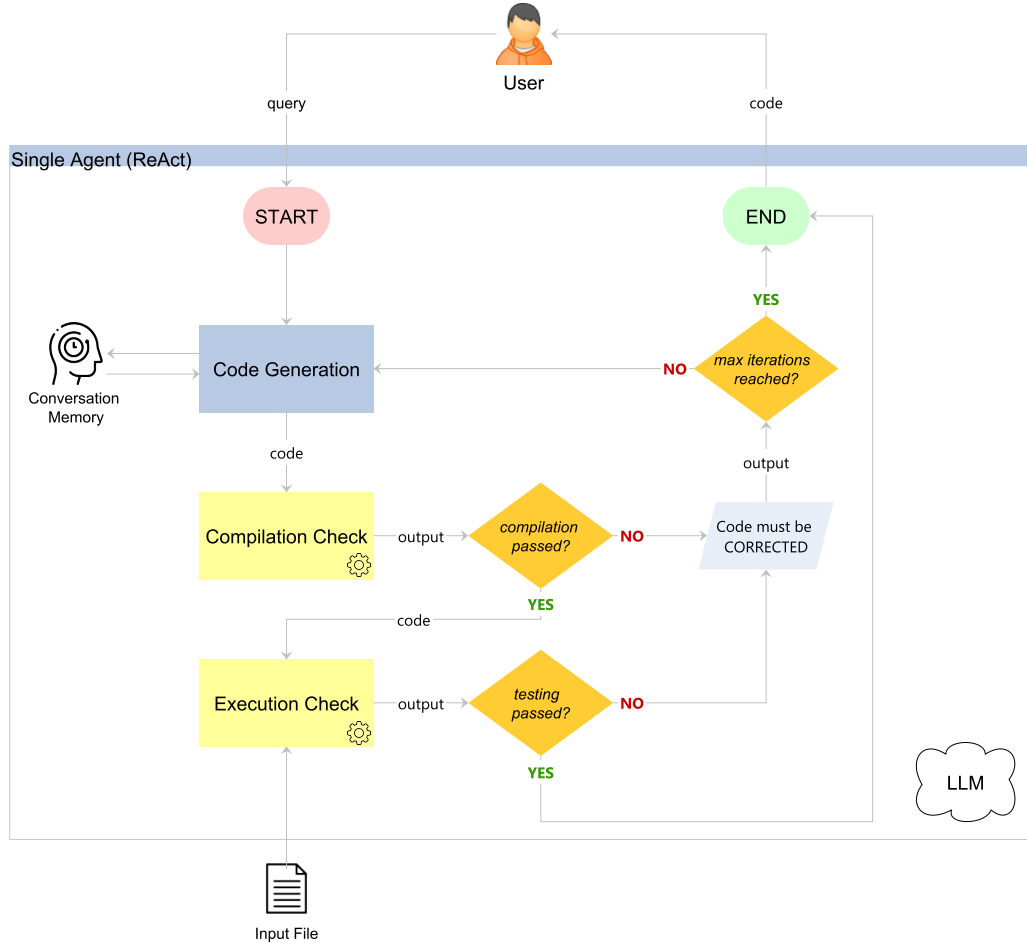 User
query
code
Single Agent (ReAct)
START
END
YES
Code Generation
NO
max iterations
reached?
Conversation
Memory
code
output
Compilation Check
output
compilation
passed?
NO
Code must be
CORRECTED
YES
code
Execution Check
output
testing
passed?
NO
YES
LLM
Input File